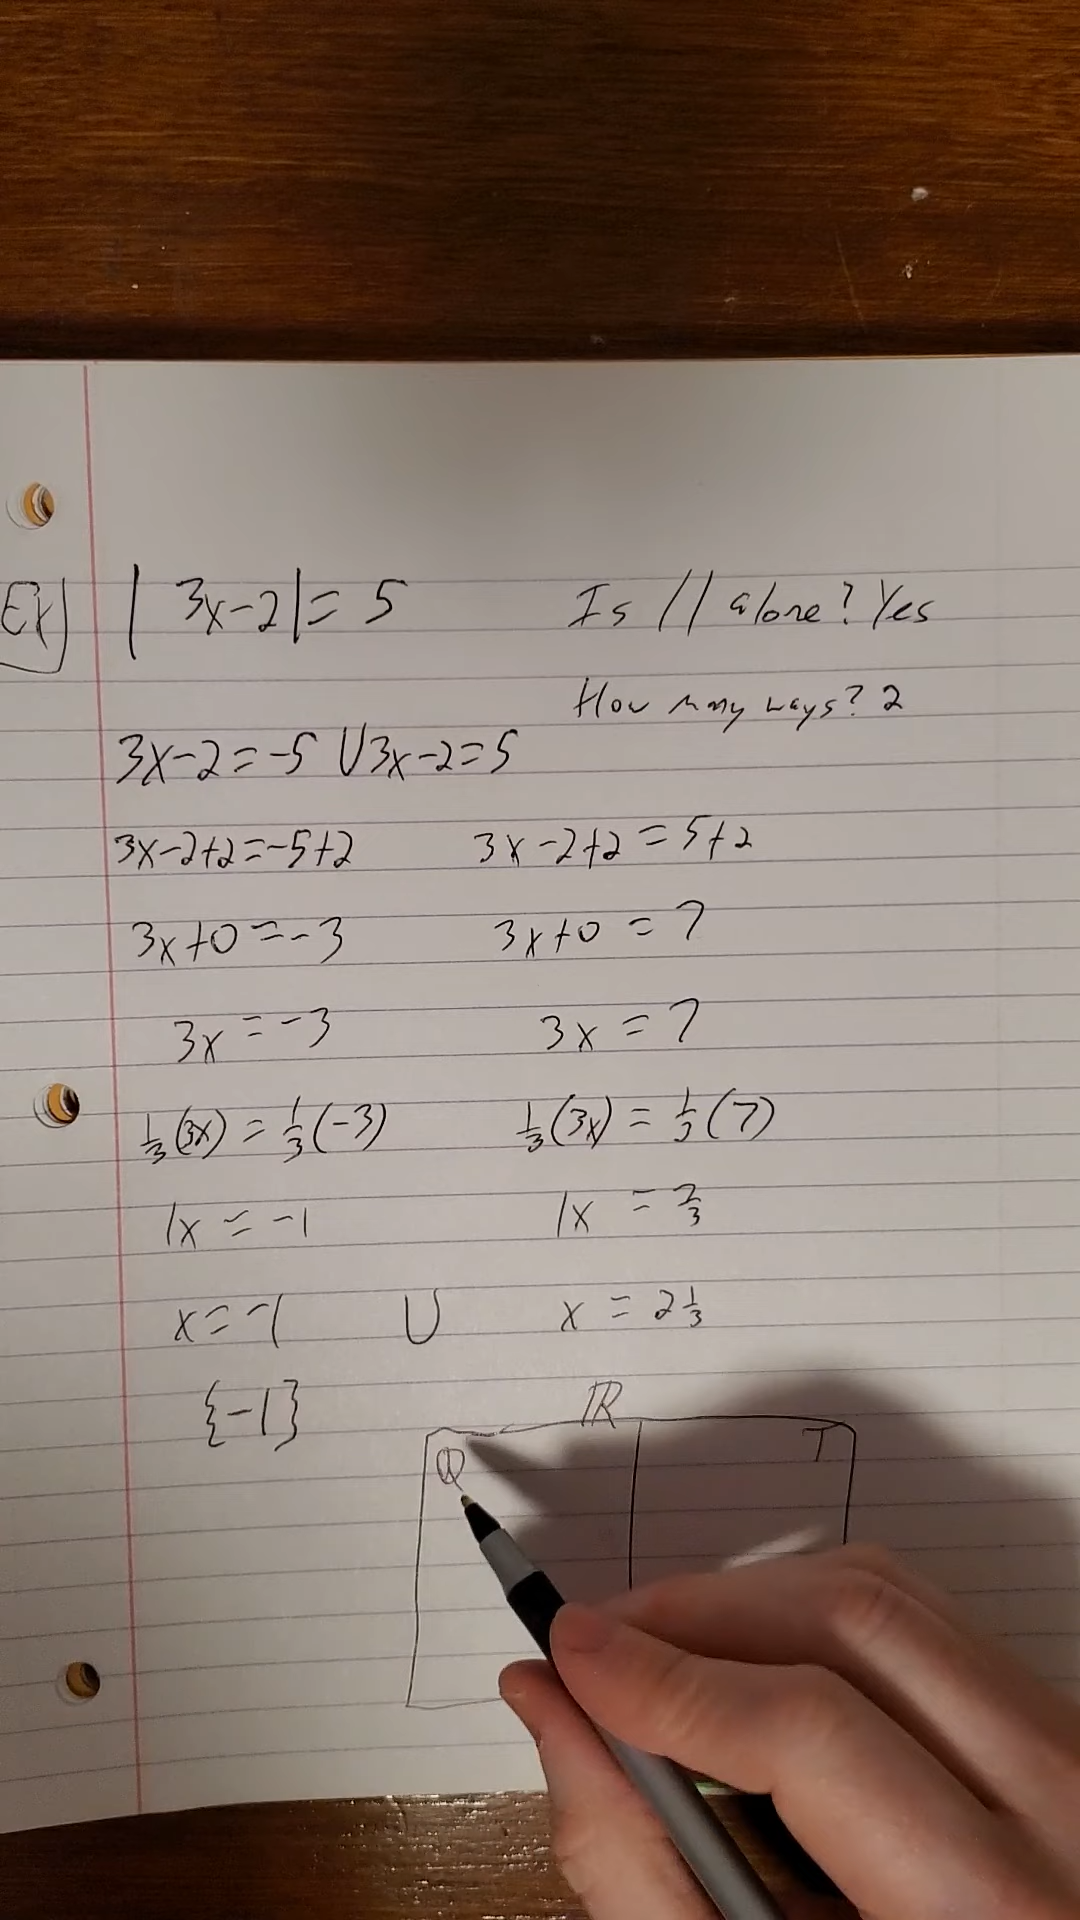 Ex] |3x-2|=5 Is || alone? Yes
How many ways? 2
3x-2=-5 U 3x-2=5
3x-2+2=-5+2 3x-2+2=5+2
3x+0=-3 3x+0=7
3x=-3 3x=7
1/3(3x)=1/3(-3) 1/3(3x)=1/3(7)
1x=-1 1x=7/3
x=-1 U x=2 1/3
{-1} ℝ
ℚ I